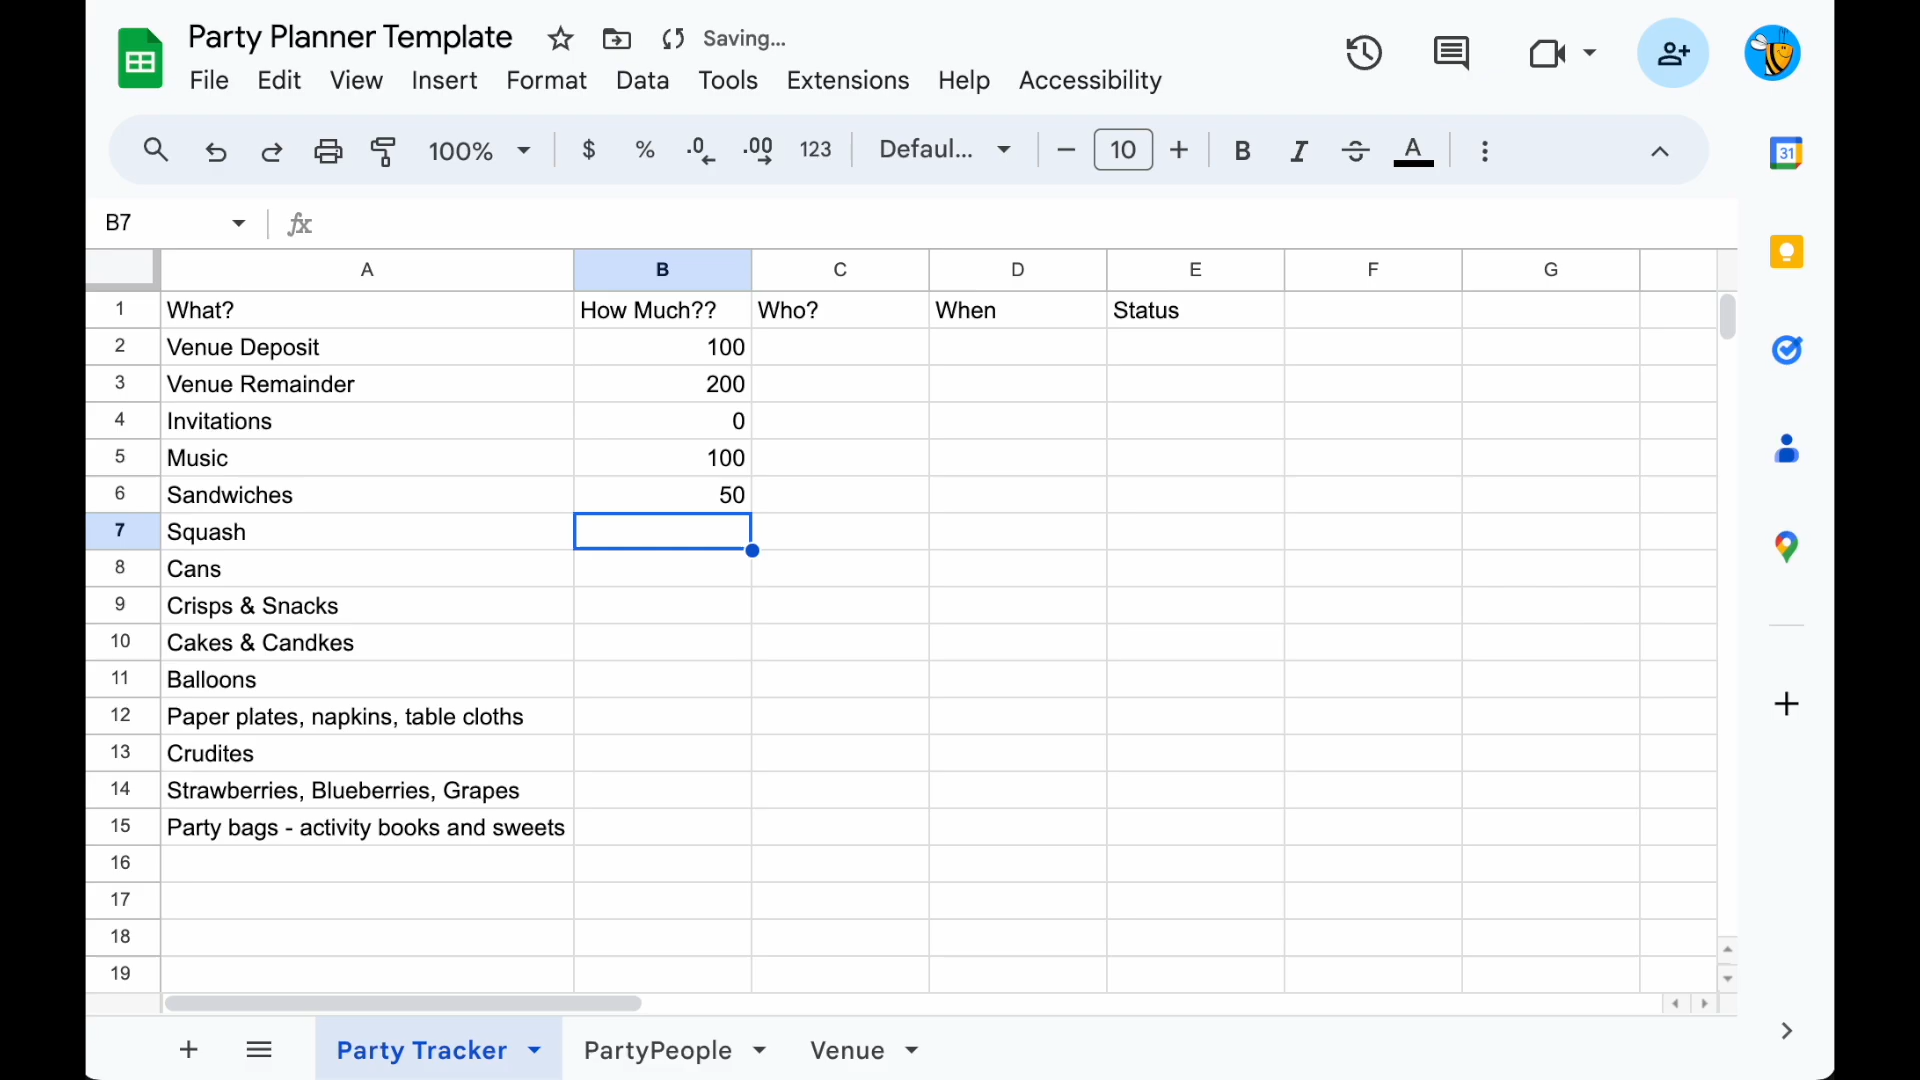 Party Planner Template Saving...
File Edit View Insert Format Data Tools Extensions Help Accessibility
100% $ % .0 .00 123 Defaul... 10 B I A
31
B7 fx
A B C D E F G
1 What? How Much?? Who? When Status
2 Venue Deposit 100
3 Venue Remainder 200
4 Invitations 0
5 Music 100
6 Sandwiches 50
7 Squash
8 Cans
9 Crisps & Snacks
10 Cakes & Candkes
11 Balloons
12 Paper plates, napkins, table cloths
13 Crudites
14 Strawberries, Blueberries, Grapes
15 Party bags - activity books and sweets
16
17
18
19
Party Tracker PartyPeople Venue